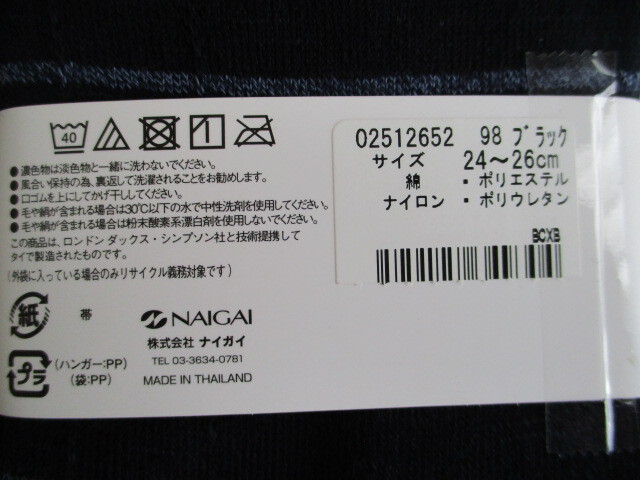 40
●濃色物は淡色物と一緒に洗わないでください。
●風合い保持の為、裏返して洗濯されることをお勧めします。
●口ゴムを上にしてかげ干ししてください。
●毛や絹が含まれる場合は30℃以下の水で中性洗剤を使用してください。
●毛や絹が含まれる場合は粉末酸素系漂白剤を使用しないでください。
この商品は、ロンドン ダックス・シンプソン社と技術提携して
タイで製造されたものです。
(外袋に入っている場合のみリサイクル義務対象です)
紙
帯
プラ
(ハンガー:PP)
(袋:PP)
NAIGAI
株式会社 ナイガイ
TEL 03-3634-0781
MADE IN THAILAND
02512652 98 ブラック
サイズ 24～26cm
綿 ・ポリエステル
ナイロン ・ポリウレタン
BCXB